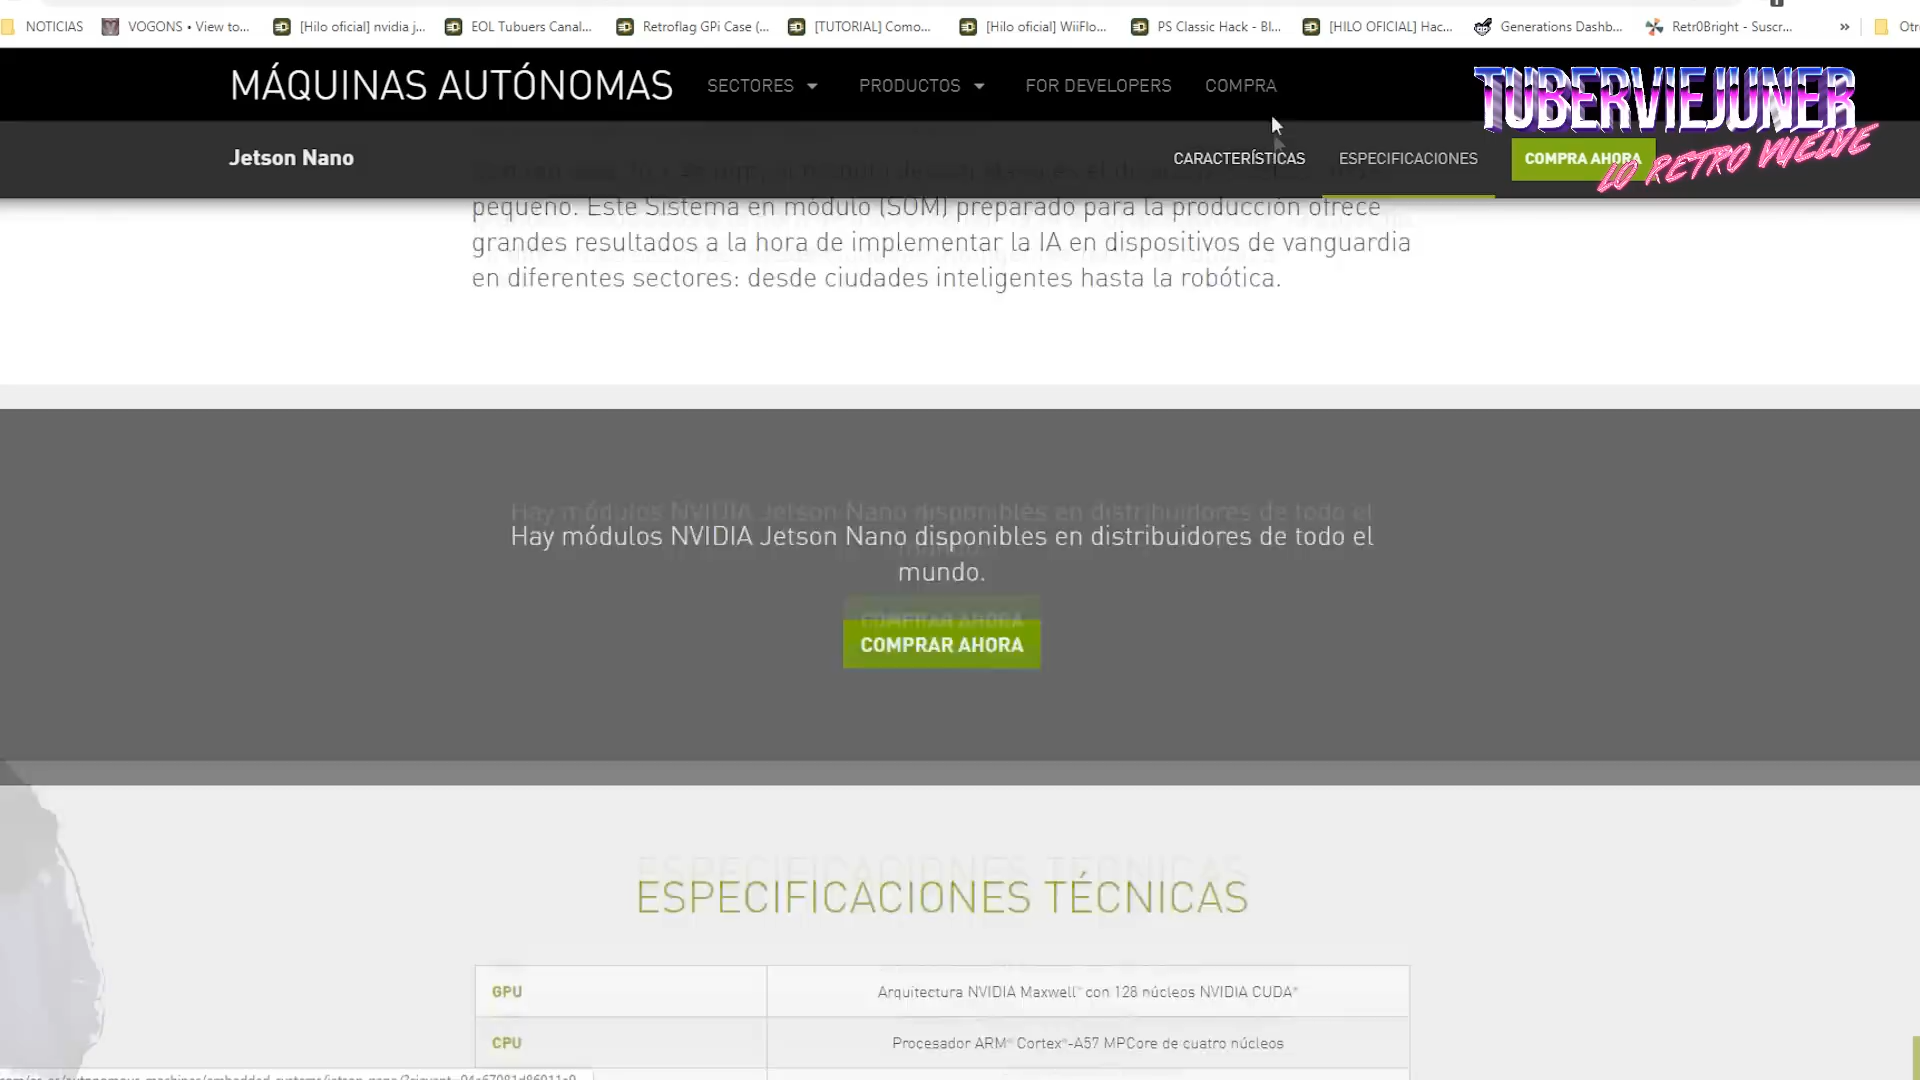 NOTICIAS
VOGONS • View to...
[Hilo oficial] nvidia j...
EOL Tubuers Canal...
Retroflag GPi Case (...
[TUTORIAL] Como...
[Hilo oficial] WiiFlo...
PS Classic Hack - Bl...
[HILO OFICIAL] Hac...
Generations Dashb...
Retr0Bright - Suscr...
»
Otro
MÁQUINAS AUTÓNOMAS
SECTORES
PRODUCTOS
FOR DEVELOPERS
COMPRA
TUBERVIEJUNER
LO RETRO VUELVE
Jetson Nano
CARACTERÍSTICAS
ESPECIFICACIONES
COMPRA AHORA
pequeño. Este Sistema en módulo (SOM) preparado para la producción ofrece
grandes resultados a la hora de implementar la IA en dispositivos de vanguardia
en diferentes sectores: desde ciudades inteligentes hasta la robótica.
Hay módulos NVIDIA Jetson Nano disponibles en distribuidores de todo el
mundo.
COMPRAR AHORA
ESPECIFICACIONES TÉCNICAS
GPU
Arquitectura NVIDIA Maxwell™ con 128 núcleos NVIDIA CUDA®
CPU
Procesador ARM® Cortex®-A57 MPCore de cuatro núcleos